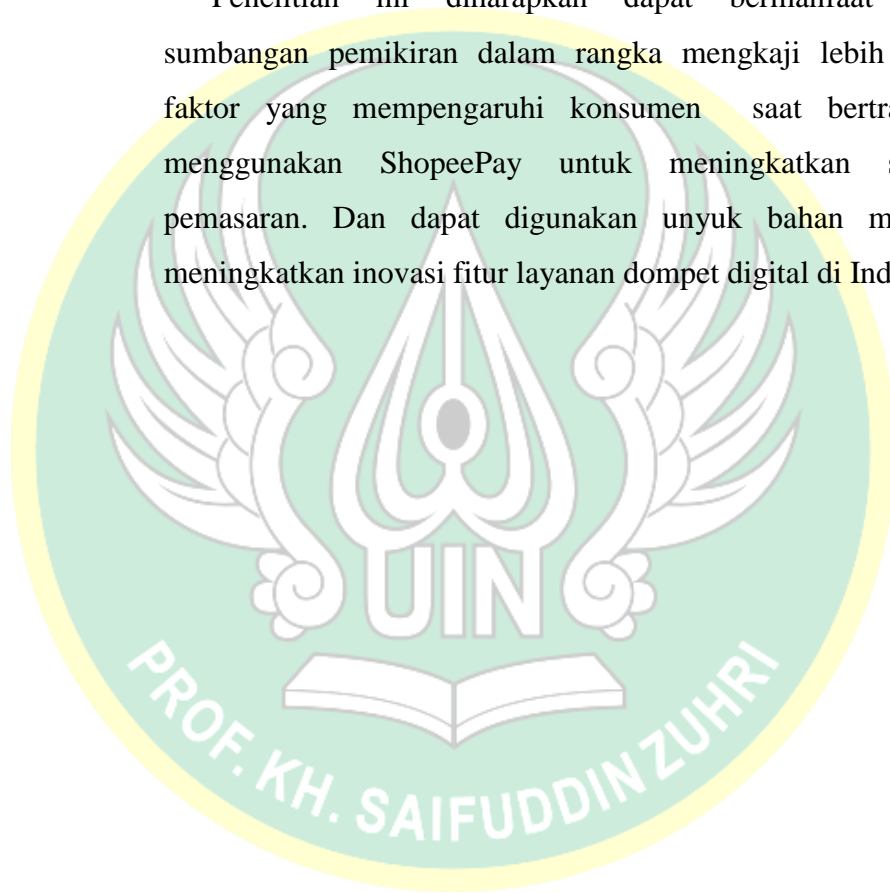 Penelitian ini diharapkan dapat bermanfaat
sumbangan pemikiran dalam rangka mengkaji lebih
faktor yang mempengaruhi konsumen saat bertra
menggunakan ShopeePay untuk meningkatkan s
pemasaran. Dan dapat digunakan unyuk bahan m
meningkatkan inovasi fitur layanan dompet digital di Ind
UIN
PROF. KH. SAIFUDDIN ZUHRI